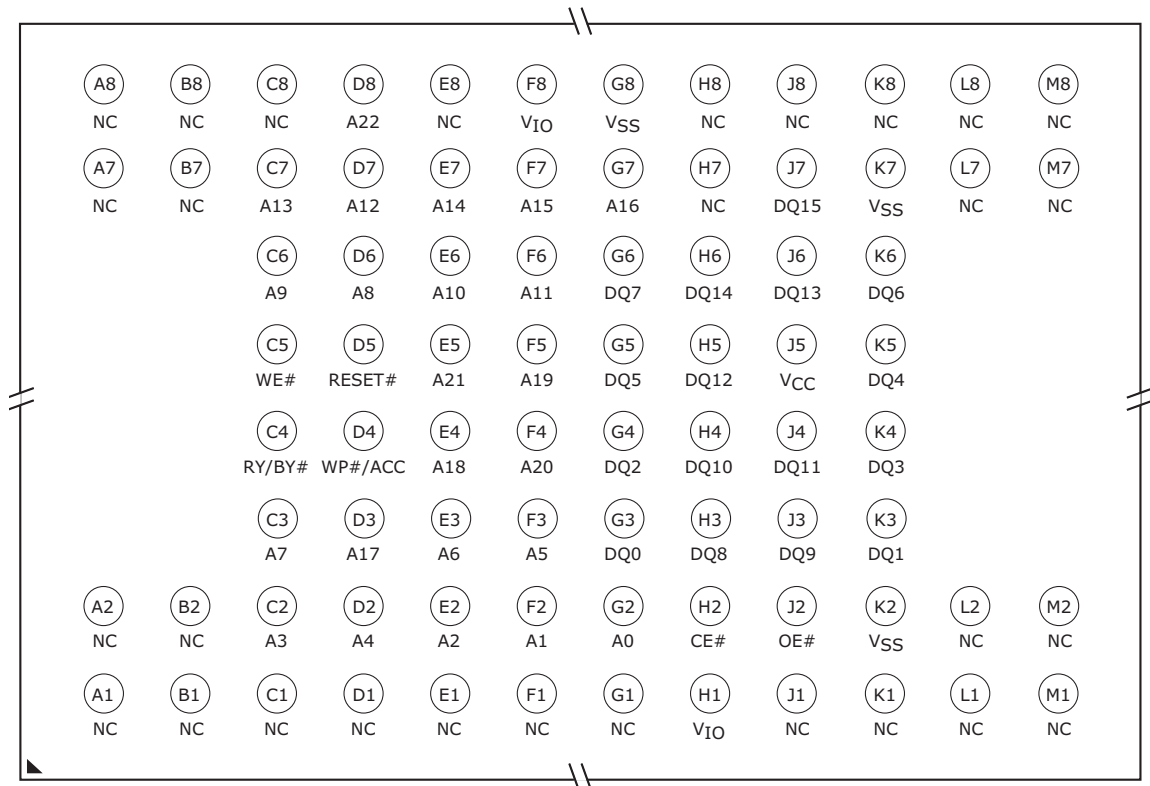 A8 B8 C8 D8 E8 F8 G8 H8 J8 K8 L8 M8
NC NC NC A22 NC VIO VSS NC NC NC NC NC
A7 B7 C7 D7 E7 F7 G7 H7 J7 K7 L7 M7
NC NC A13 A12 A14 A15 A16 NC DQ15 VSS NC NC
C6 D6 E6 F6 G6 H6 J6 K6
A9 A8 A10 A11 DQ7 DQ14 DQ13 DQ6
C5 D5 E5 F5 G5 H5 J5 K5
WE# RESET# A21 A19 DQ5 DQ12 VCC DQ4
C4 D4 E4 F4 G4 H4 J4 K4
RY/BY# WP#/ACC A18 A20 DQ2 DQ10 DQ11 DQ3
C3 D3 E3 F3 G3 H3 J3 K3
A7 A17 A6 A5 DQ0 DQ8 DQ9 DQ1
A2 B2 C2 D2 E2 F2 G2 H2 J2 K2 L2 M2
NC NC A3 A4 A2 A1 A0 CE# OE# VSS NC NC
A1 B1 C1 D1 E1 F1 G1 H1 J1 K1 L1 M1
NC NC NC NC NC NC NC VIO NC NC NC NC